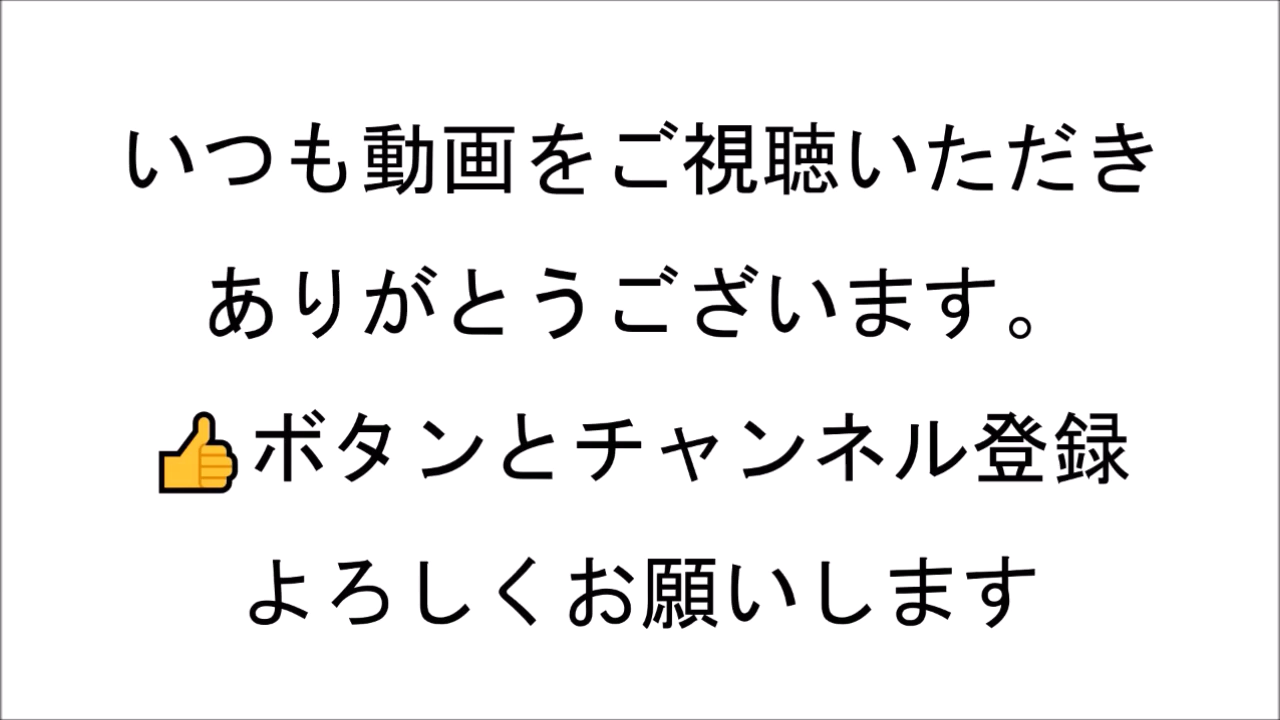 いつも動画をご視聴いただき
ありがとうございます。
👍ボタンとチャンネル登録
よろしくお願いします